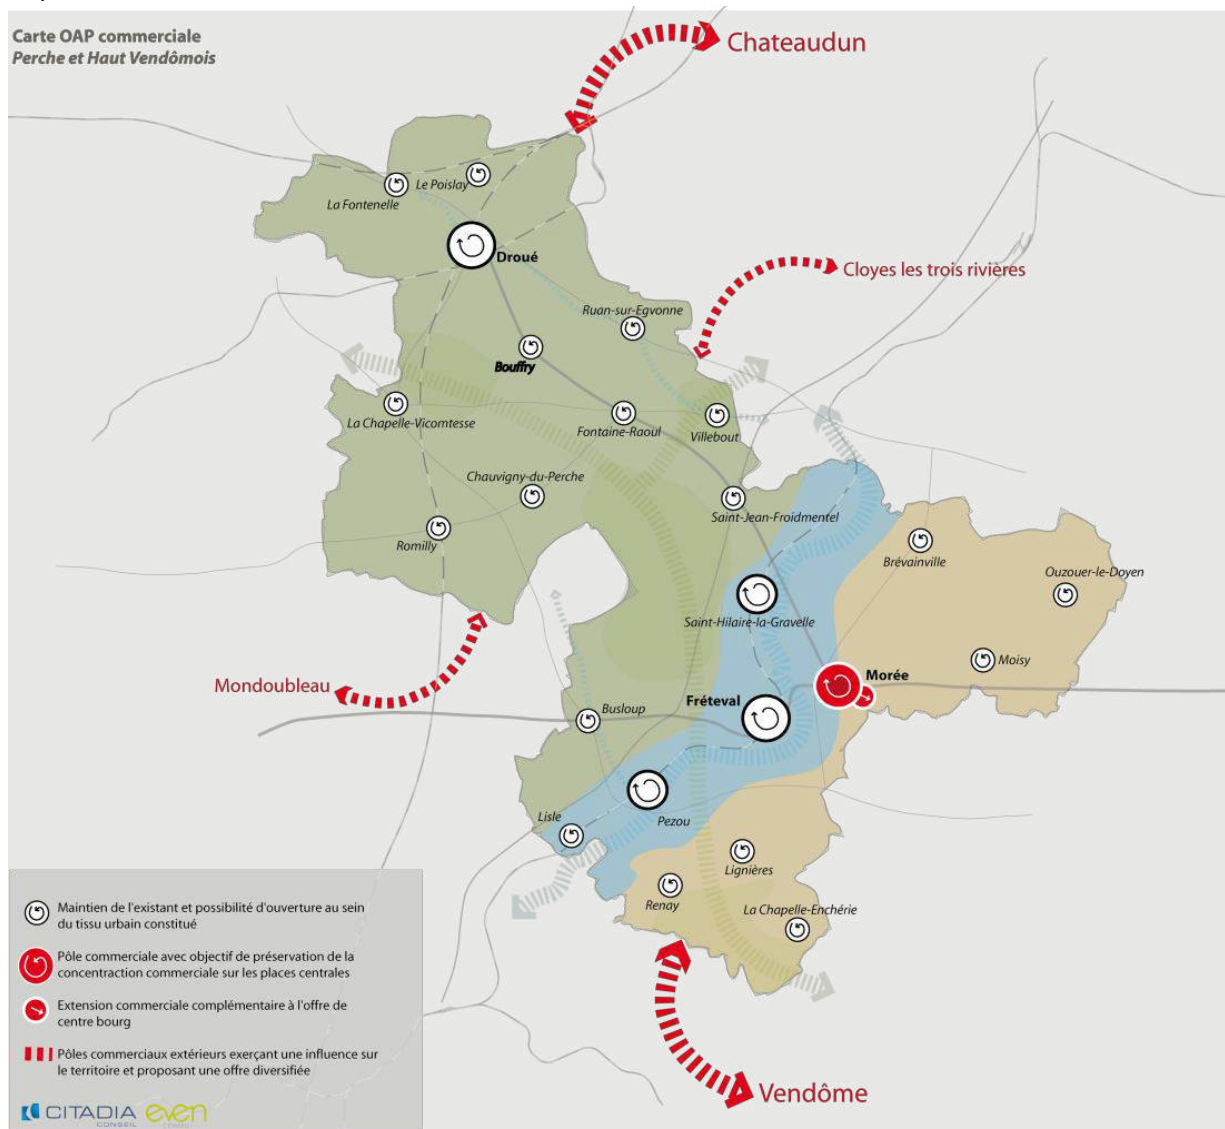 Carte OAP commerciale
Perche et Haut Vendômois
Chateaudun
Le Poislay
La Fontenelle
Droué
Cloyes les trois rivières
Ruan-sur-Egvonne
Bouffry
La Chapelle-Vicomtesse
Fontaine-Raoul
Villebout
Chauvigny-du-Perche
Saint-Jean-Froidmentel
Romilly
Brévainville
Ouzouer-le-Doyen
Saint-Hilaire-la-Gravelle
Moisy
Morée
Mondoubleau
Fréteval
Busloup
Lisle
Pezou
Lignières
Renay
La Chapelle-Enchérie
Vendôme
Maintien de l'existant et possibilité d'ouverture au sein
du tissu urbain constitué
Pôle commerciale avec objectif de préservation de la
concentraction commerciale sur les places centrales
Extension commerciale complémentaire à l'offre de
centre bourg
Pôles commerciaux extérieurs exerçant une influence sur
le territoire et proposant une offre diversifiée
CITADIA
CONSEIL
even
CONSEIL